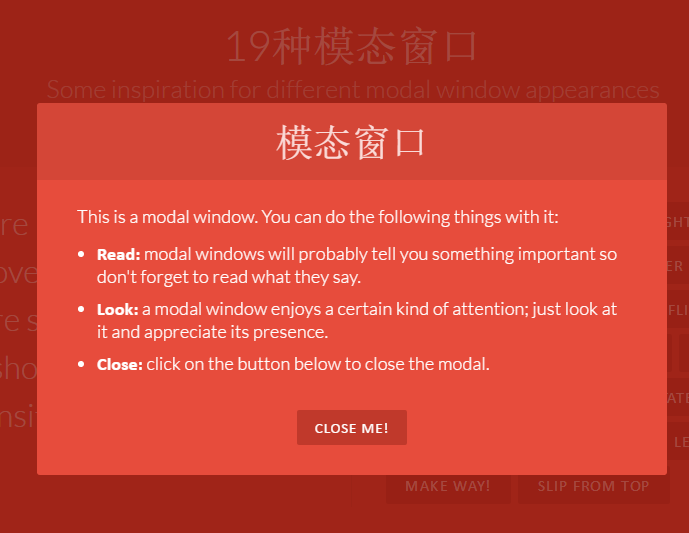 19种模态窗口
Some inspiration for different modal window appearances
模态窗口
This is a modal window. You can do the following things with it:
Read: modal windows will probably tell you something important so
don't forget to read what they say.
Look: a modal window enjoys a certain kind of attention; just look at
it and appreciate its presence.
Close: click on the button below to close the modal.
CLOSE ME!
MAKE WAY!
SLIP FROM TOP